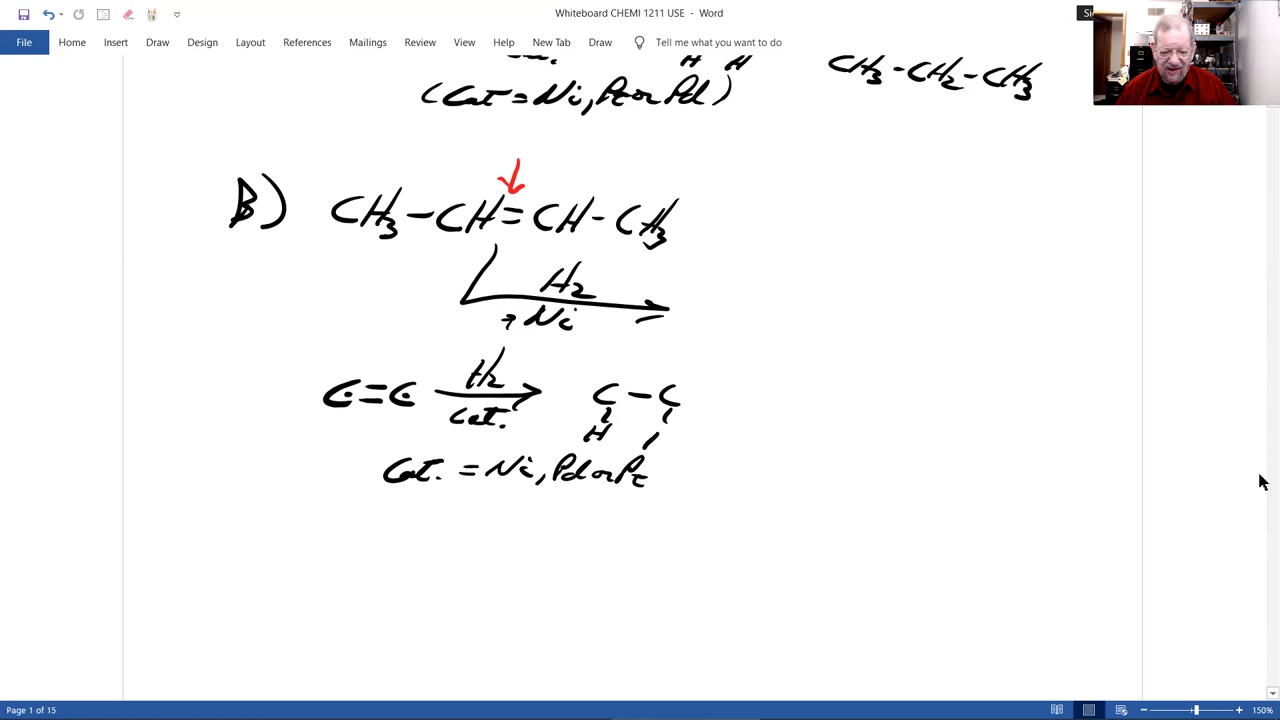 Whiteboard CHEMI 1211 USE - Word
File Home Insert Draw Design Layout References Mailings Review View Help New Tab Draw Tell me what you want to do
CH3-CH2-CH3
H H
(Cat=Ni, Pt or Pd)
B) CH3-CH=CH-CH3
H2
Ni
C=C H2 C-C
Cat.
H
Cat. = Ni, Pd or Pt
Page 1 of 15
150%